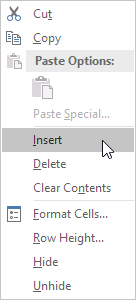 Cut
Copy
Paste Options:
Paste Special...
Insert
Delete
Clear Contents
Format Cells...
Row Height...
Hide
Unhide